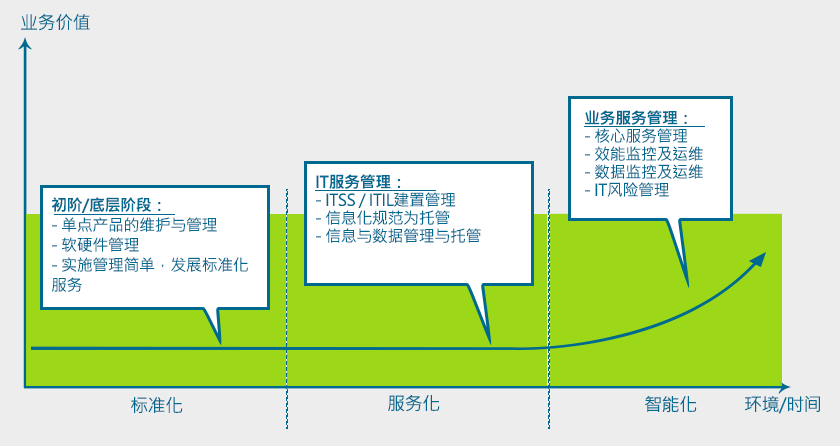 业务价值
业务服务管理：
- 核心服务管理
- 效能监控及运维
- 数据监控及运维
- IT风险管理
IT服务管理：
- ITSS / ITIL建置管理
- 信息化规范为托管
- 信息与数据管理与托管
初阶/底层阶段：
- 单点产品的维护与管理
- 软硬件管理
- 实施管理简单，发展标准化
服务
标准化
服务化
智能化
环境/时间